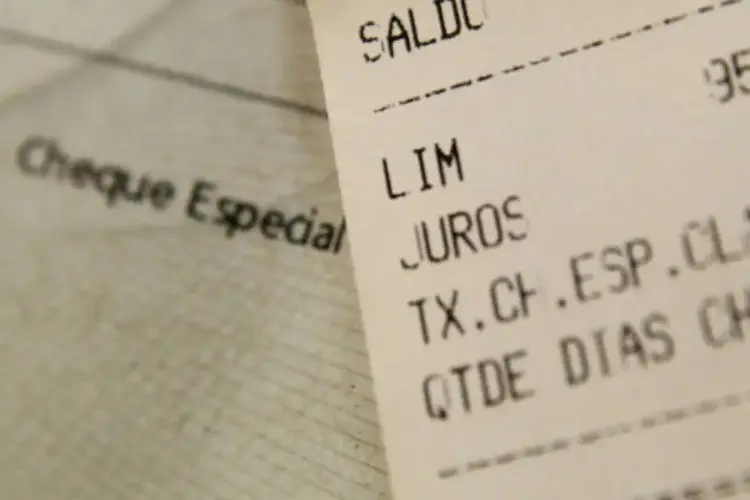 Cheque Especial
SALDO
95
LIM
JUROS
TX.CH.ESP.CL
QTDE DIAS CH